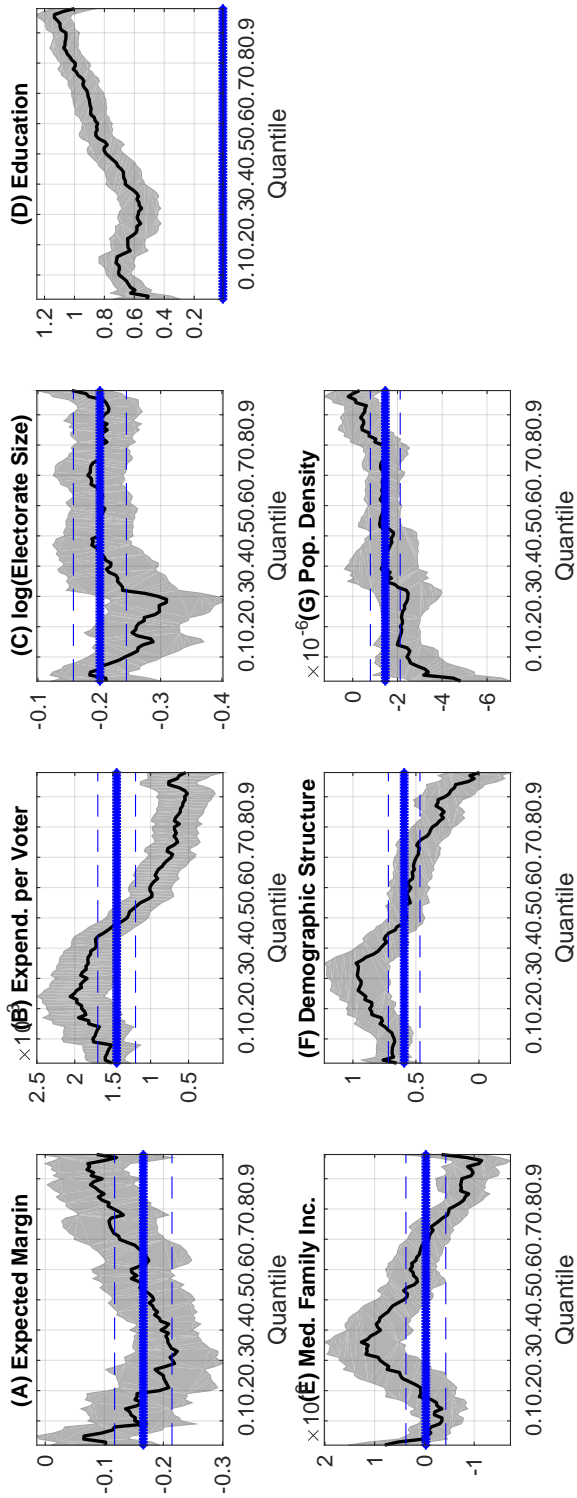 (A) Expected Margin
0
-0.1
-0.2
-0.3
0.10.20.30.40.50.60.70.80.9
Quantile
×10
(B) Expend. per Voter
2.5
2
1.5
1
0.5
0.10.20.30.40.50.60.70.80.9
Quantile
(C) log(Electorate Size)
-0.1
-0.2
-0.3
-0.4
0.10.20.30.40.50.60.70.80.9
Quantile
(D) Education
1.2
1
0.8
0.6
0.4
0.2
0.10.20.30.40.50.60.70.80.9
Quantile
×10
(E) Med. Family Inc.
2
1
0
-1
0.10.20.30.40.50.60.70.80.9
Quantile
(F) Demographic Structure
1
0.5
0
0.10.20.30.40.50.60.70.80.9
Quantile
×10⁻⁶
(G) Pop. Density
0
-2
-4
-6
0.10.20.30.40.50.60.70.80.9
Quantile